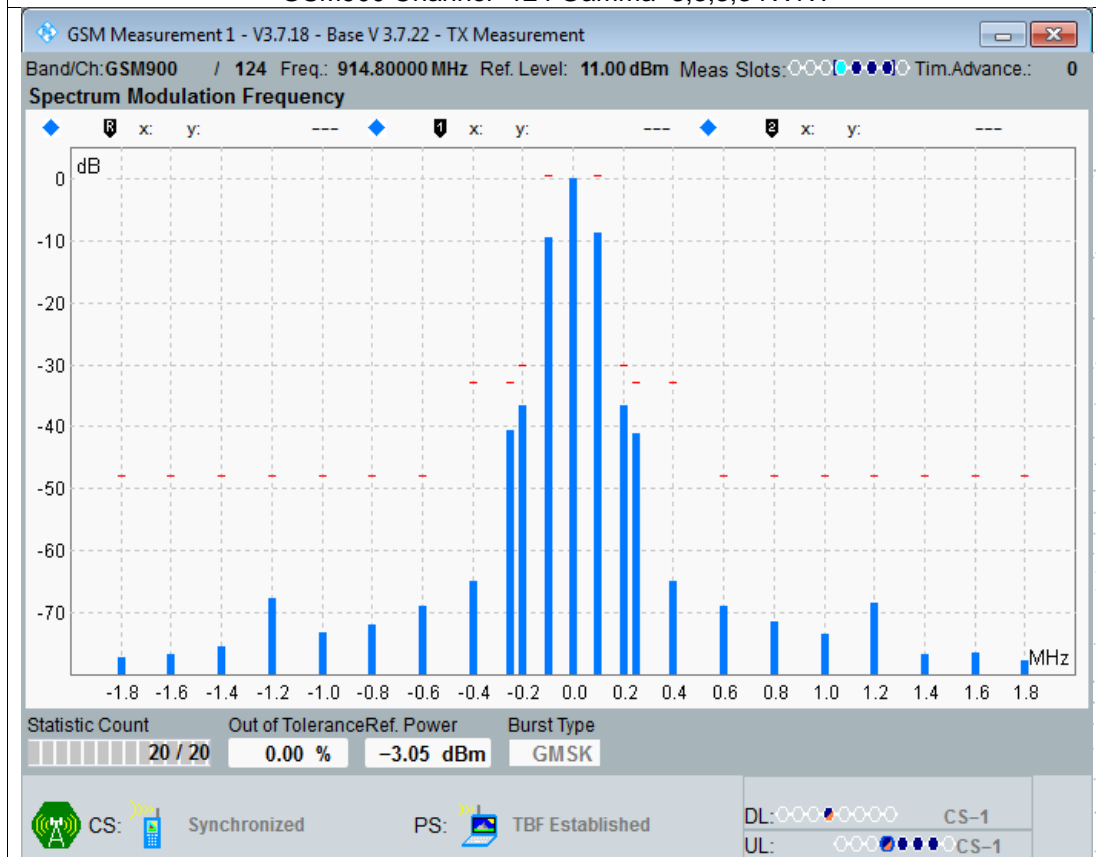 GSM Measurement 1 - V3.7.18 - Base V 3.7.22 - TX Measurement
Band/Ch: GSM900 / 124 Freq.: 914.80000 MHz Ref. Level: 11.00 dBm Meas Slots: Tim.Advance.: 0
Spectrum Modulation Frequency
R x: y: --- 1 x: y: --- 2 x: y: ---
dB
0
-10
-20
-30
-40
-50
-60
-70
MHz
-1.8 -1.6 -1.4 -1.2 -1.0 -0.8 -0.6 -0.4 -0.2 0.0 0.2 0.4 0.6 0.8 1.0 1.2 1.4 1.6 1.8
Statistic Count Out of Tolerance Ref. Power Burst Type
20 / 20 0.00 % -3.05 dBm GMSK
CS: Synchronized PS: TBF Established
DL: CS-1
UL: CS-1